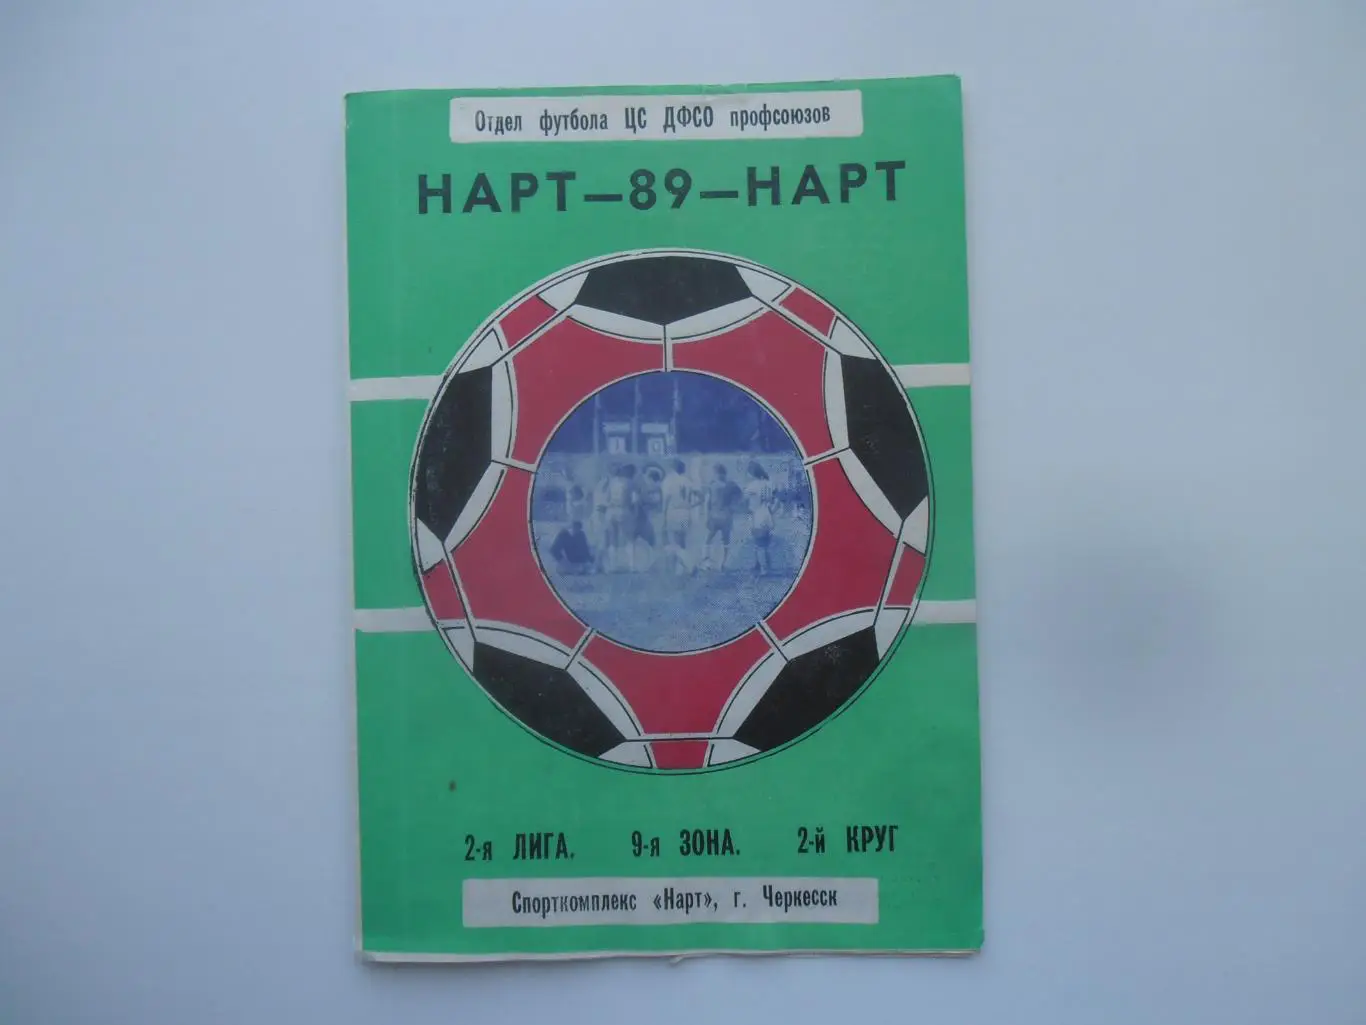 Отдел футбола ЦС ДФСО профсоюзов
НАРТ—89—НАРТ
2-я ЛИГА. 9-я ЗОНА. 2-й КРУГ
Спорткомплекс «Нарт», г. Черкесск